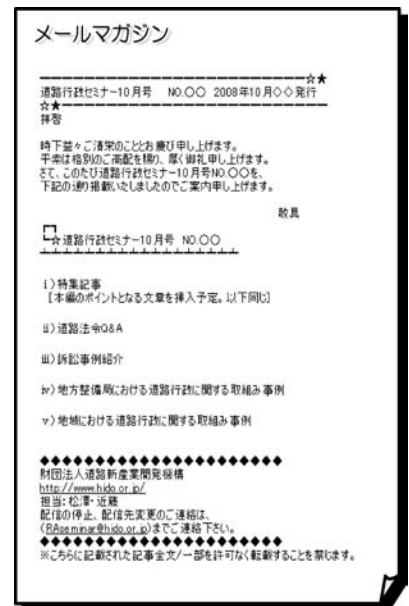 メールマガジン
━━━━━━━━━━━━━━━━━━━━━━━━☆★
道路行政セミナー10月号 NO.〇〇 2008年10月◇◇発行
☆★━━━━━━━━━━━━━━━━━━━━━━━━
拝啓
時下益々ご清栄のこととお慶び申し上げます。
平素は格別のご高配を賜り、厚く御礼申し上げます。
さて、このたび道路行政セミナー10月号NO.〇〇を、
下記の通り掲載いたしましたのでご案内申し上げます。
敬具
┏┓
┗☆道路行政セミナー10月号 NO.〇〇
┷┷┷┷┷┷┷┷┷┷┷┷┷┷┷┷┷┷
ⅰ)特集記事
[本編のポイントとなる文章を挿入予定。以下同じ]
ⅱ)道路法令Q&A
ⅲ)訴訟事例紹介
ⅳ)地方整備局における道路行政に関する取組み事例
ⅴ)地域における道路行政に関する取組み事例
◆◆◆◆◆◆◆◆◆◆◆◆◆◆◆◆◆◆◆◆◆◆
財団法人道路新産業開発機構
http://www.hido.or.jp/
担当:松澤・近藤
配信の停止、配信先変更のご連絡は、
(RAseminar@hido.or.jp)までご連絡下さい。
◆◆◆◆◆◆◆◆◆◆◆◆◆◆◆◆◆◆◆◆◆◆
※こちらに記載された記事全文/一部を許可なく転載することを禁じます。